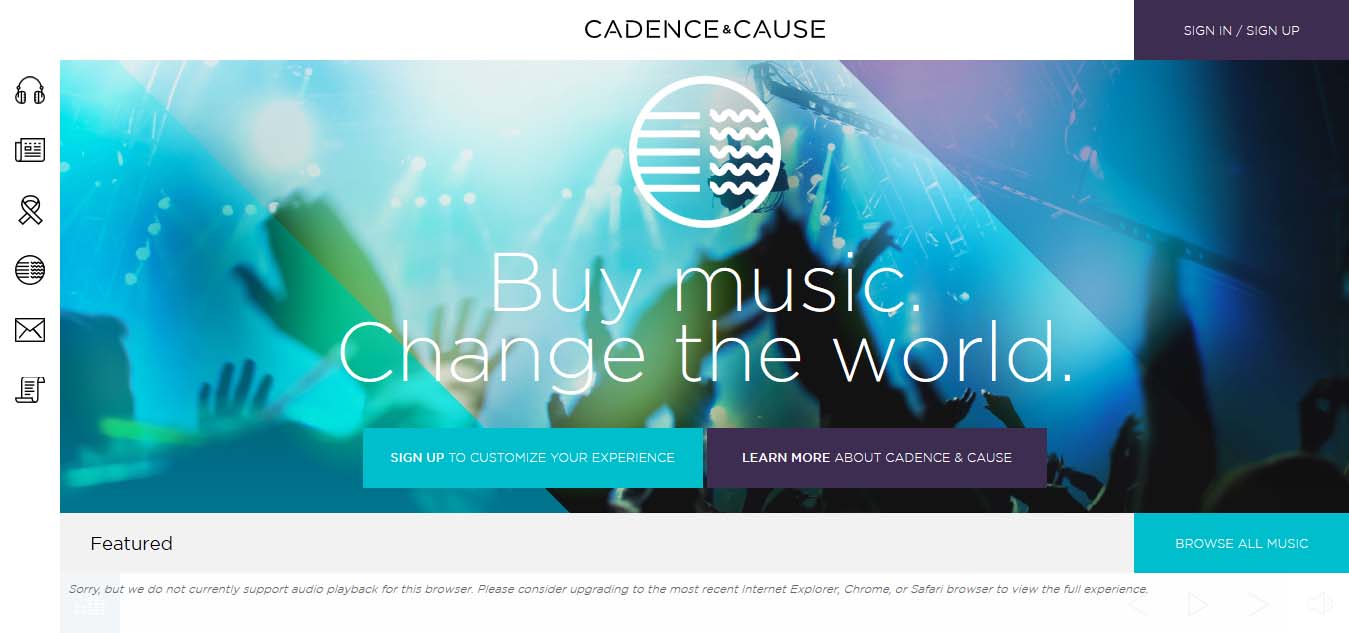 CADENCE & CAUSE
SIGN IN / SIGN UP
Buy music.
Change the world.
SIGN UP TO CUSTOMIZE YOUR EXPERIENCE
LEARN MORE ABOUT CADENCE & CAUSE
Featured
BROWSE ALL MUSIC
Sorry, but we do not currently support audio playback for this browser. Please consider upgrading to the most recent Internet Explorer, Chrome, or Safari browser to view the full experience.